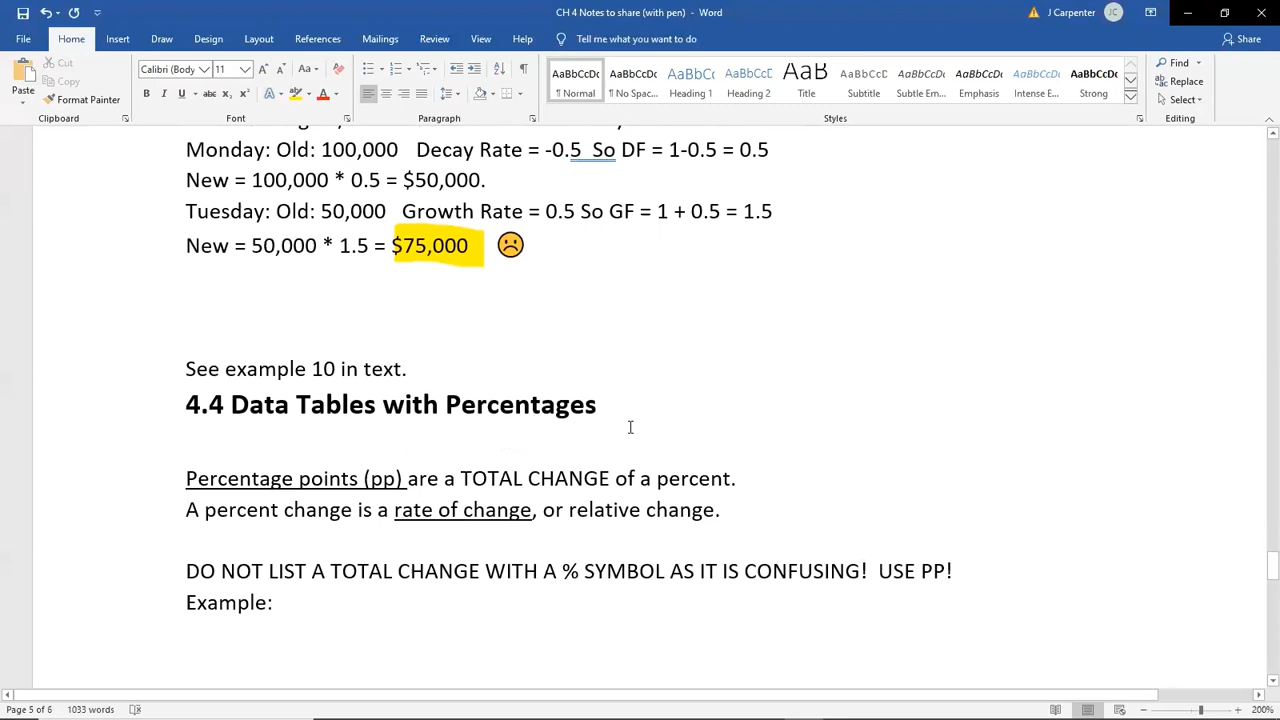 CH 4 Notes to share (with pen) - Word
J Carpenter JC
File Home Insert Draw Design Layout References Mailings Review View Help Tell me what you want to do Share
Paste Cut Copy Format Painter
Clipboard
Calibri (Body 11
Aa
B I U abc x₂ x² A A
Font
Paragraph
AaBbCcDc AaBbCcDc AaBbCcDc AaBbCcD AaB AaBbCcDc AaBbCcDc AaBbCcDc AaBbCcDc AaBbCcDc
¶ Normal ¶ No Spac... Heading 1 Heading 2 Title Subtitle Subtle Em... Emphasis Intense E... Strong
Styles
Find
Replace
Select
Editing
Monday: Old: 100,000 Decay Rate = -0.5 So DF = 1-0.5 = 0.5
New = 100,000 * 0.5 = $50,000.
Tuesday: Old: 50,000 Growth Rate = 0.5 So GF = 1 + 0.5 = 1.5
New = 50,000 * 1.5 = $75,000
See example 10 in text.
4.4 Data Tables with Percentages
Percentage points (pp) are a TOTAL CHANGE of a percent.
A percent change is a rate of change, or relative change.
DO NOT LIST A TOTAL CHANGE WITH A % SYMBOL AS IT IS CONFUSING! USE PP!
Example:
Page 5 of 6 1033 words 200%